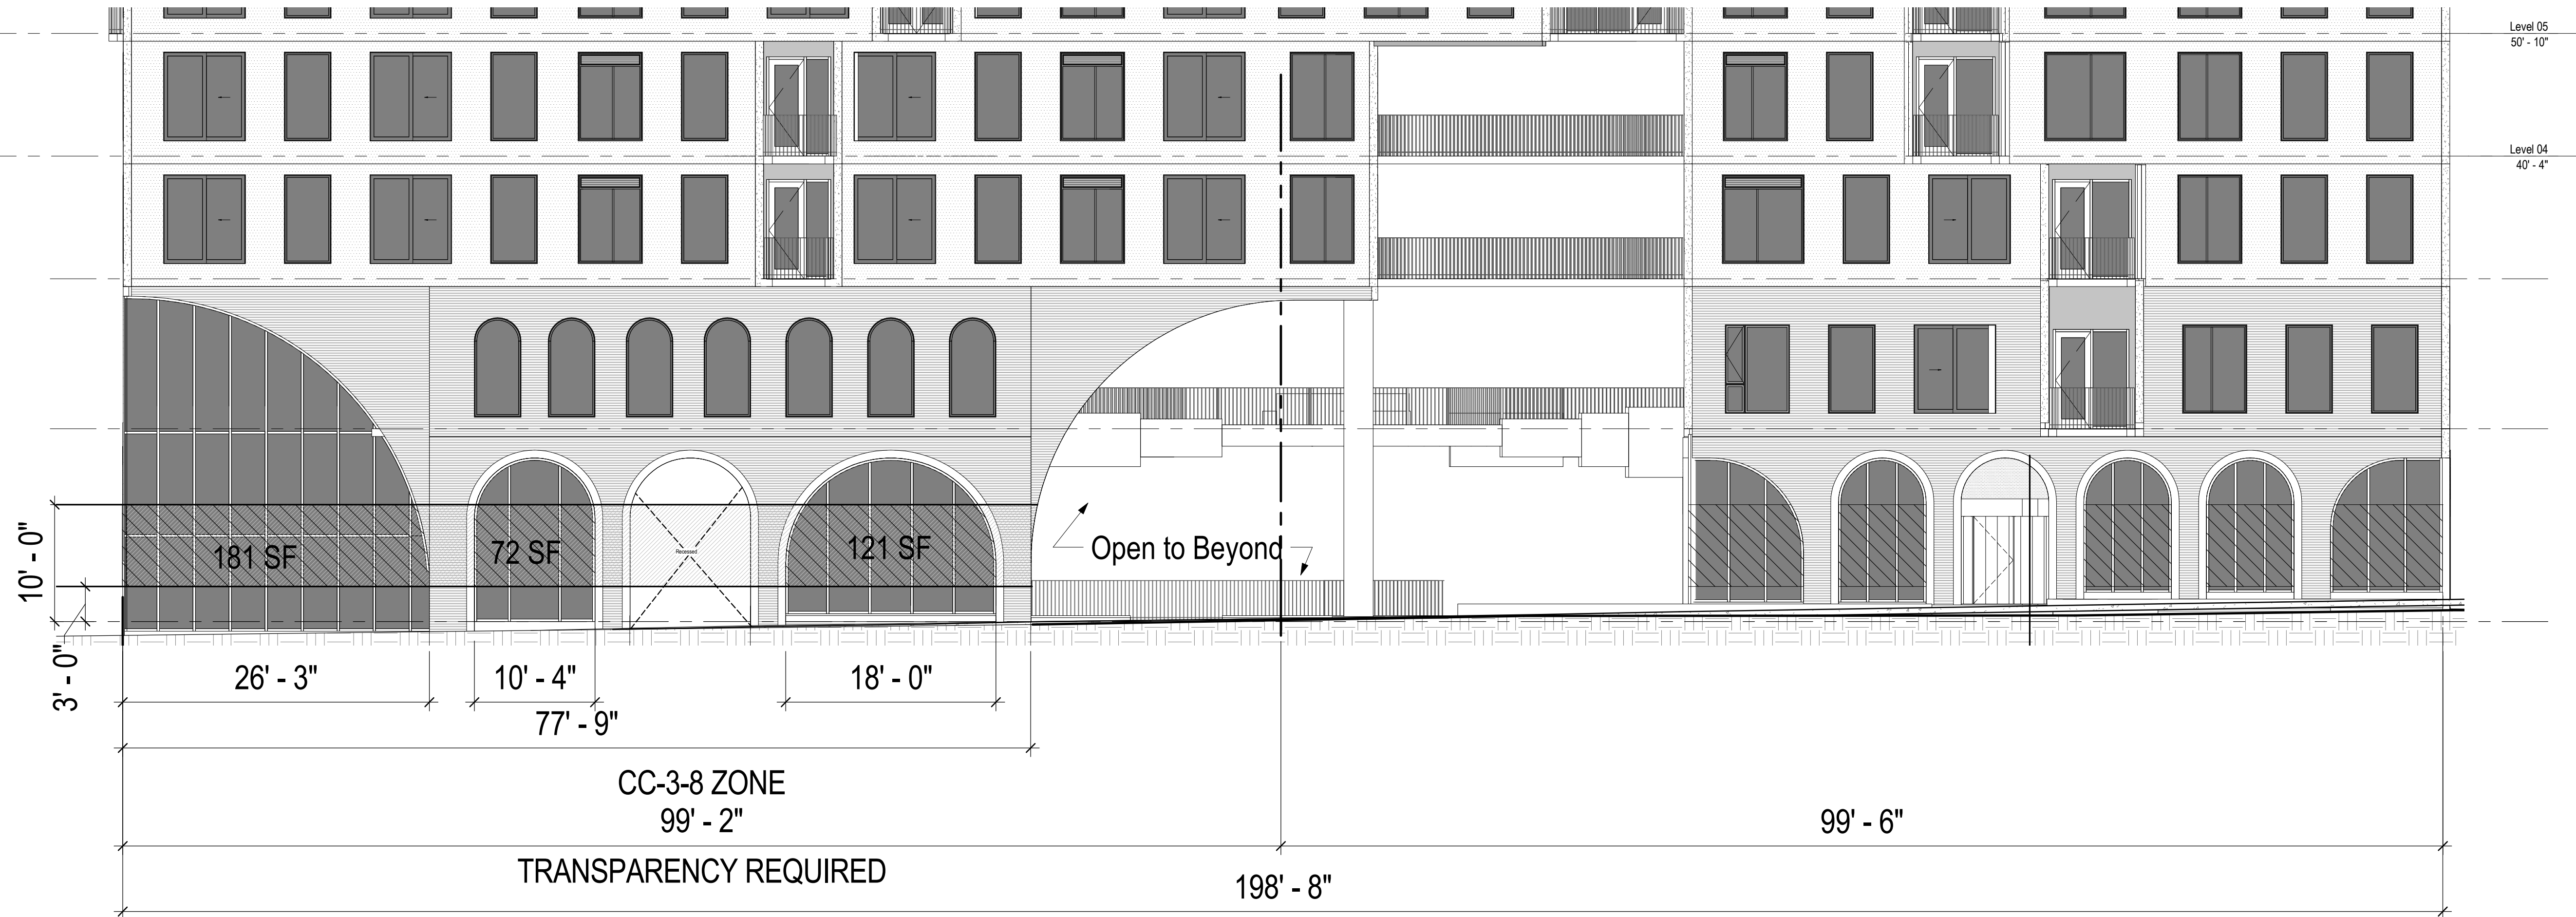 Level 05
50' - 10"
Level 04
40' - 4"
10' - 0"
3' - 0"
181 SF
72 SF
Recessed
121 SF
Open to Beyond
26' - 3"
10' - 4"
18' - 0"
77' - 9"
CC-3-8 ZONE
99' - 2"
99' - 6"
TRANSPARENCY REQUIRED
198' - 8"